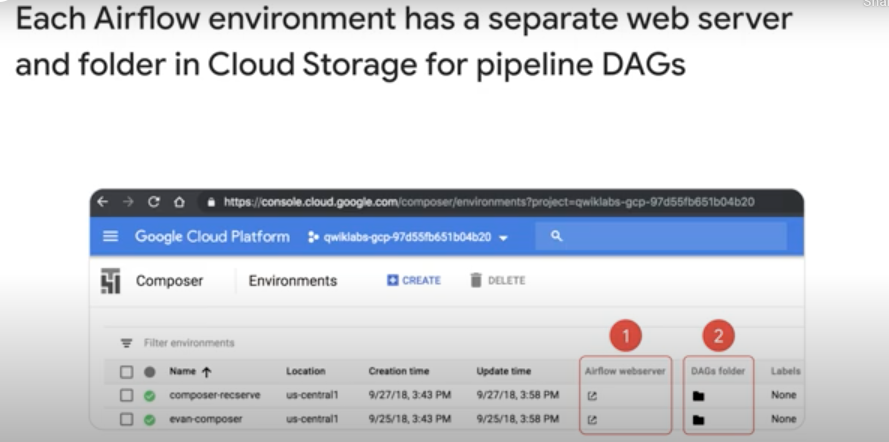 Each Airflow environment has a separate web server
and folder in Cloud Storage for pipeline DAGs
https://console.cloud.google.com/composer/environments?project=qwiklabs-gcp-97d55fb651b04b20
Google Cloud Platform qwiklabs-gcp-97d55fb651b04b20
Composer Environments CREATE DELETE
1 2
Filter environments
Name Location Creation time Update time Airflow webserver DAGs folder Labels
composer-recserve us-central1 9/27/18, 3:43 PM 9/27/18, 3:58 PM None
evan-composer us-central1 9/25/18, 3:43 PM 9/25/18, 3:58 PM None